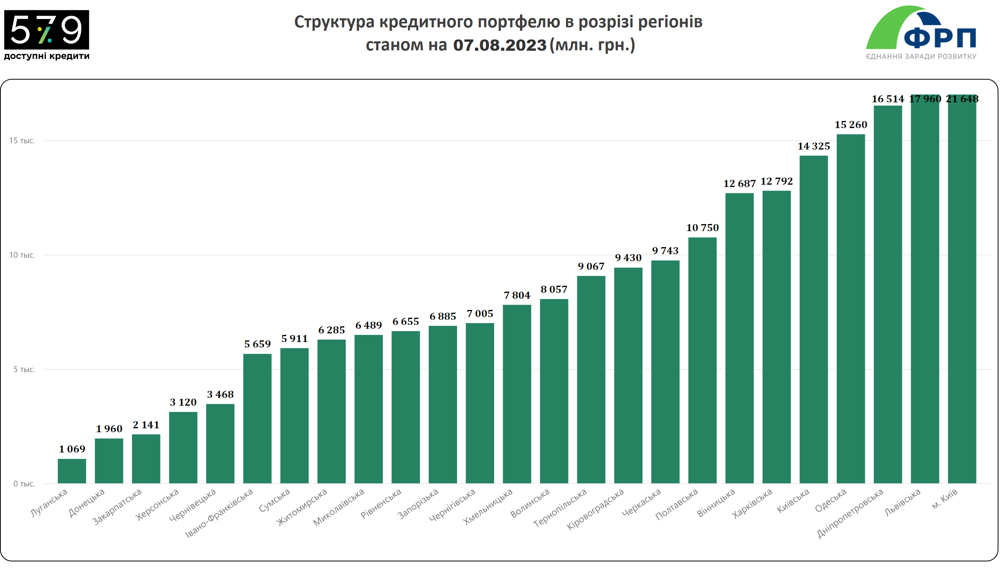 5%7%9
доступні кредити
Структура кредитного портфелю в розрізі регіонів
станом на 07.08.2023 (млн. грн.)
ФРП
ЄДНАННЯ ЗАРАДИ РОЗВИТКУ
15 тыс.
10 тыс.
5 тыс.
0 тыс.
1 069
1 960
2 141
3 120
3 468
5 659
5 911
6 285
6 489
6 655
6 885
7 005
7 804
8 057
9 067
9 430
9 743
10 750
12 687
12 792
14 325
15 260
16 514
17 960
21 648
Луганська
Донецька
Закарпатська
Херсонська
Чернівецька
Івано-Франківська
Сумська
Житомирська
Миколаївська
Рівненська
Запорізька
Чернігівська
Хмельницька
Волинська
Тернопільська
Кіровоградська
Черкаська
Полтавська
Вінницька
Харківська
Київська
Одеська
Дніпропетровська
Львівська
м. Київ